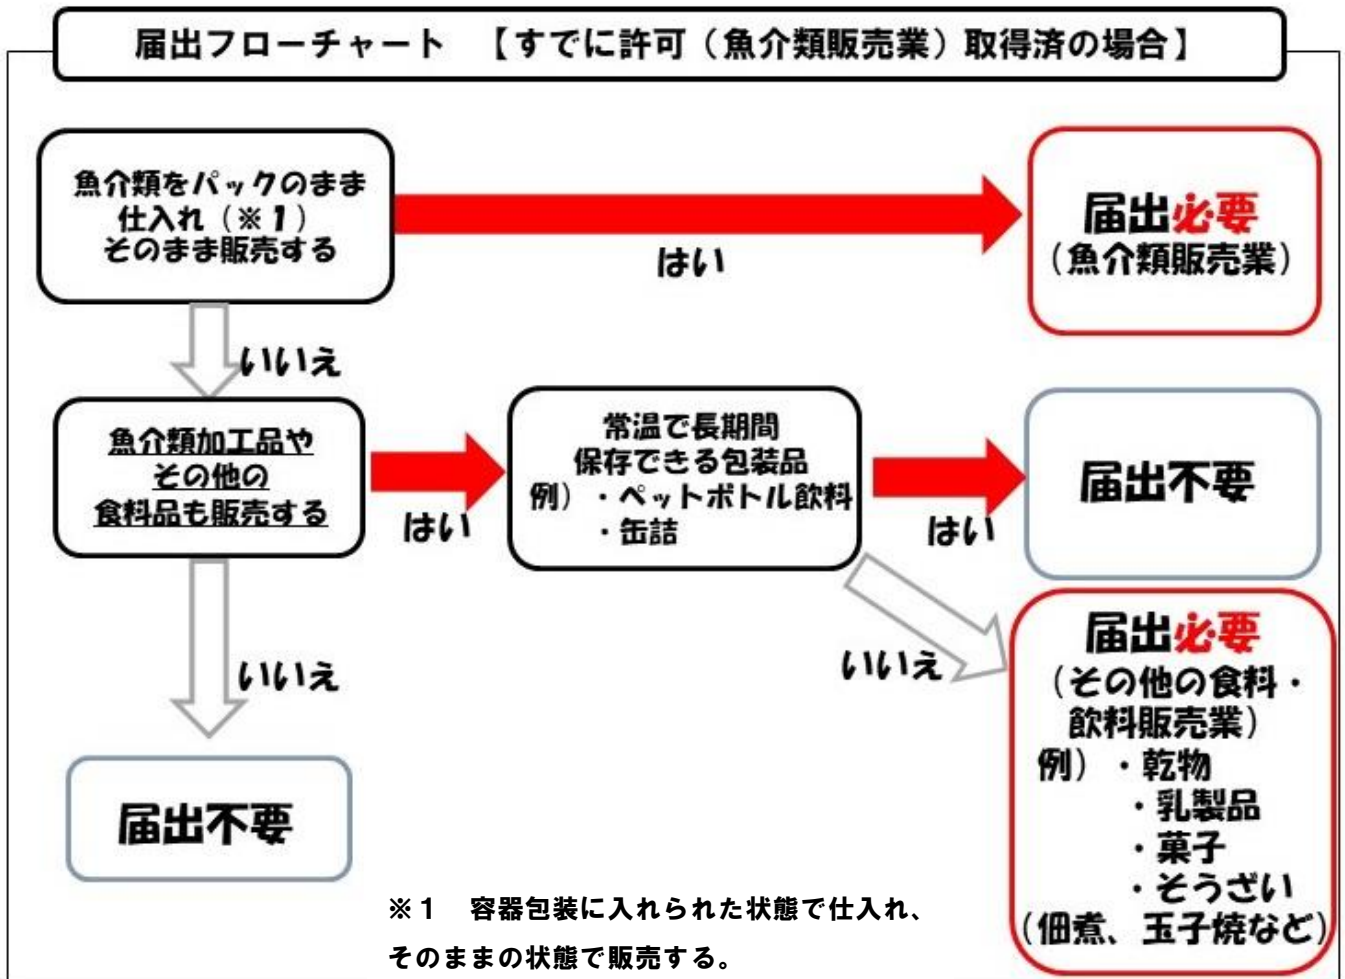 届出フローチャート 【すでに許可（魚介類販売業）取得済の場合】
魚介類をパックのまま
仕入れ（※１）
そのまま販売する
はい
届出必要
（魚介類販売業）
いいえ
魚介類加工品や
その他の
食料品も販売する
はい
常温で長期間
保存できる包装品
例）・ペットボトル飲料
・缶詰
はい
届出不要
いいえ
届出必要
（その他の食料・
飲料販売業）
例）・乾物
・乳製品
・菓子
・そうざい
（佃煮、玉子焼など）
いいえ
届出不要
※１ 容器包装に入れられた状態で仕入れ、
そのままの状態で販売する。